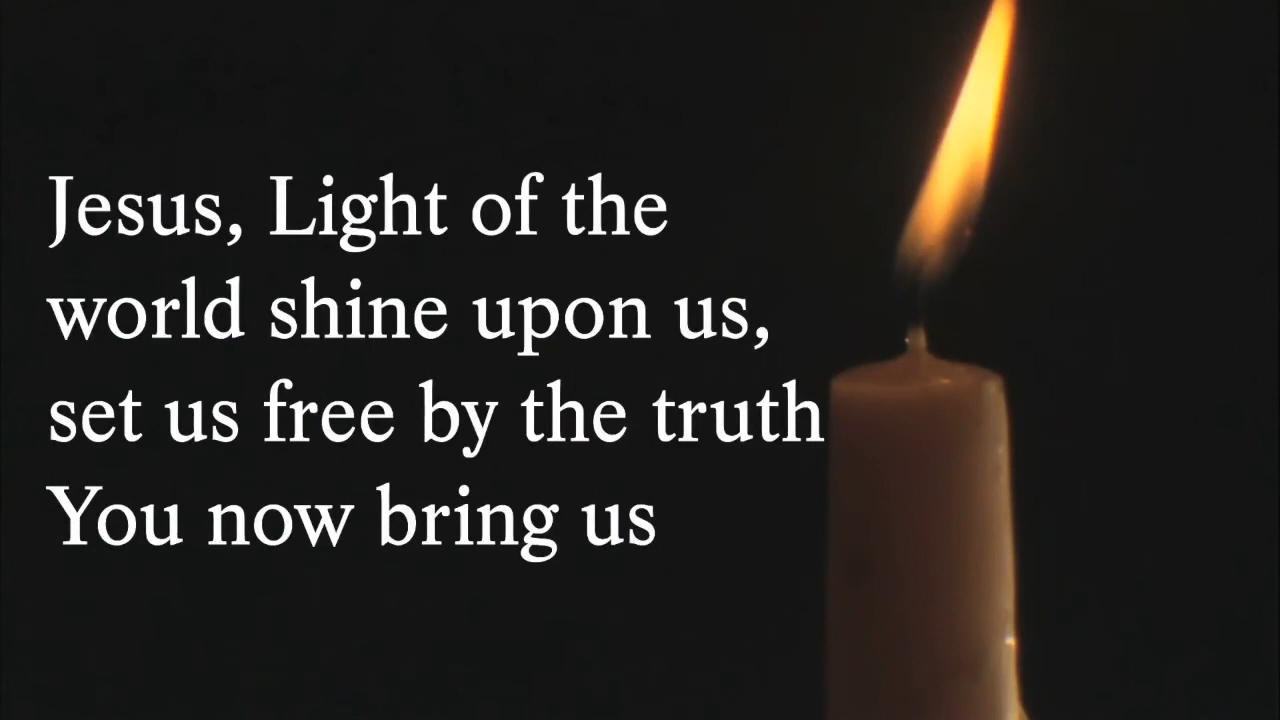 Jesus, Light of the
world shine upon us,
set us free by the truth
You now bring us